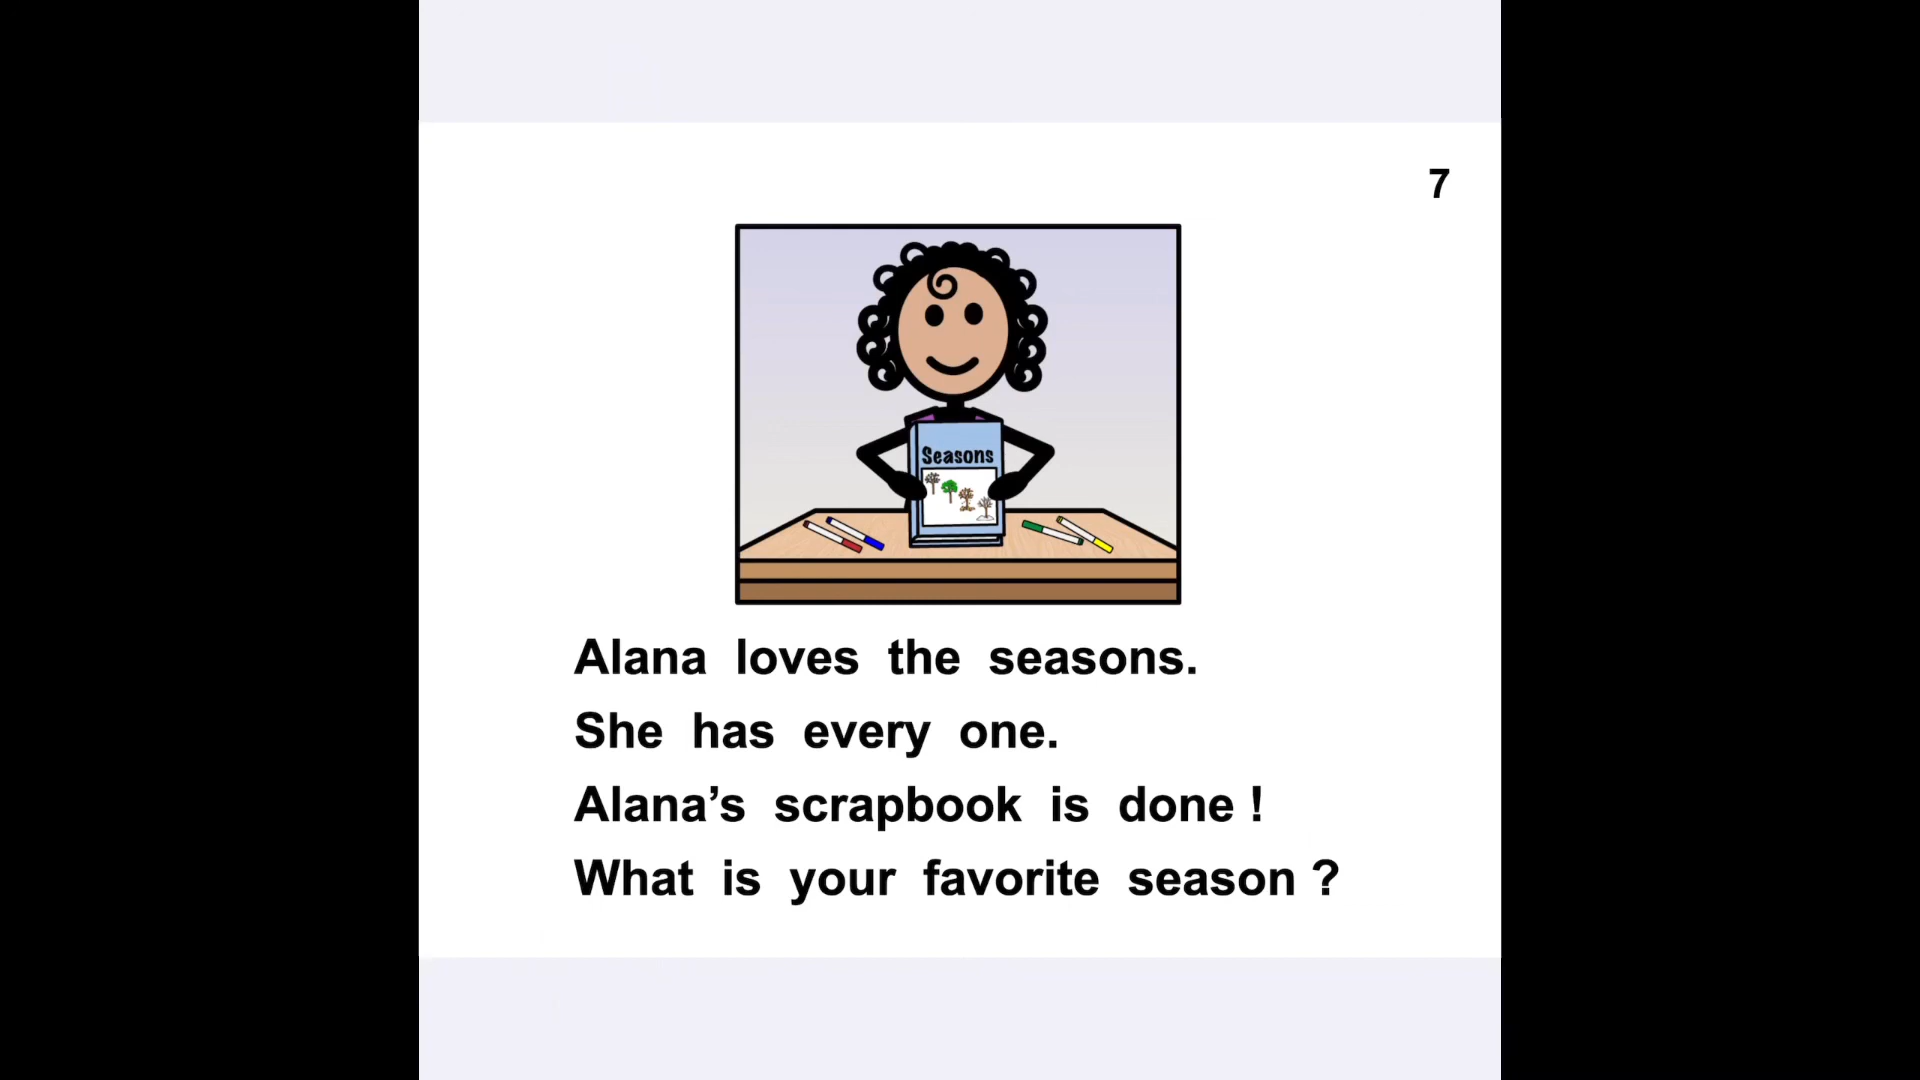 7
Seasons
Alana loves the seasons.
She has every one.
Alana’s scrapbook is done !
What is your favorite season ?